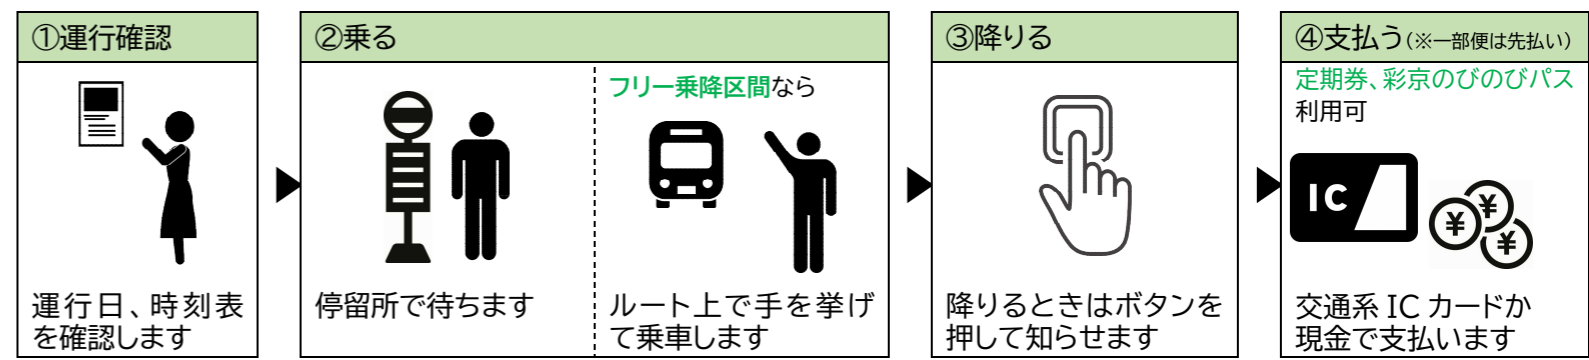 ①運行確認
運行日、時刻表
を確認します
②乗る
停留所で待ちます
フリー乗降区間なら
ルート上で手を挙げ
て乗車します
③降りる
降りるときはボタンを
押して知らせます
④支払う(※一部便は先払い)
定期券、彩京のびのびパス
利用可
IC
¥
¥
¥
交通系 IC カードか
現金で支払います